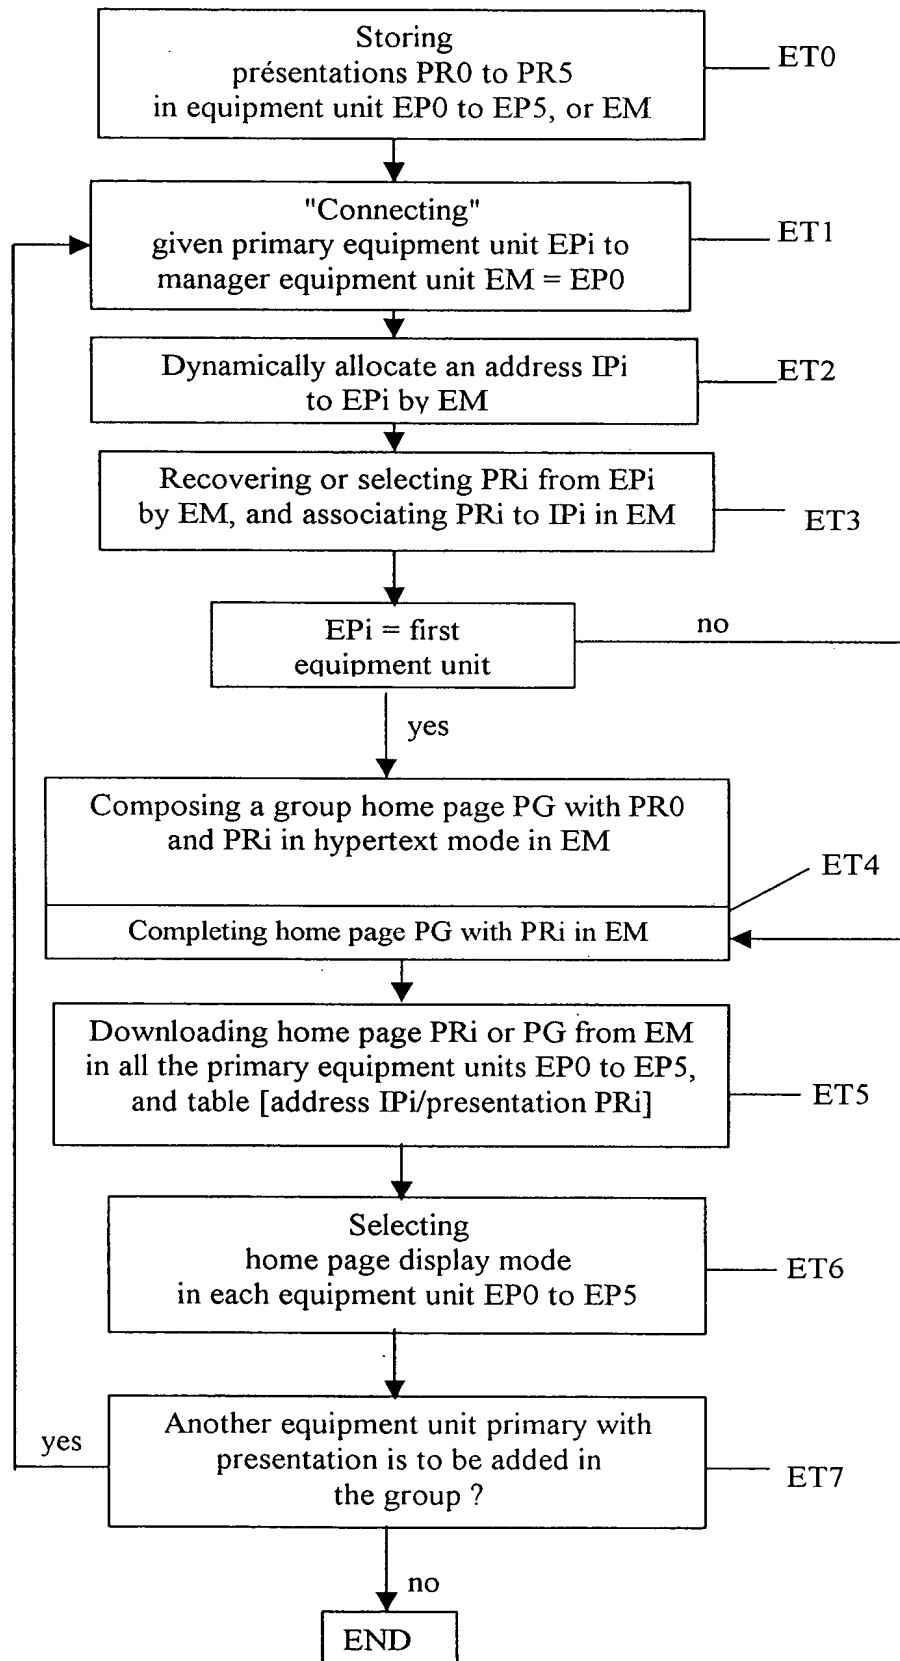 Storing
présentations PR0 to PR5
in equipment unit EP0 to EP5, or EM
ET0
"Connecting"
given primary equipment unit EPi to
manager equipment unit EM = EP0
ET1
Dynamically allocate an address IPi
to EPi by EM
ET2
Recovering or selecting PRi from EPi
by EM, and associating PRi to IPi in EM
ET3
EPi = first
equipment unit
no
yes
Composing a group home page PG with PR0
and PRi in hypertext mode in EM
ET4
Completing home page PG with PRi in EM
Downloading home page PRi or PG from EM
in all the primary equipment units EP0 to EP5,
and table [address IPi/presentation PRi]
ET5
Selecting
home page display mode
in each equipment unit EP0 to EP5
ET6
Another equipment unit primary with
presentation is to be added in
the group ?
yes
ET7
no
END